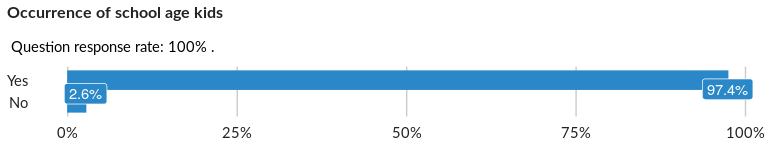 Occurrence of school age kids
Question response rate: 100% .
Yes
97.4%
2.6%
No
0% 25% 50% 75% 100%